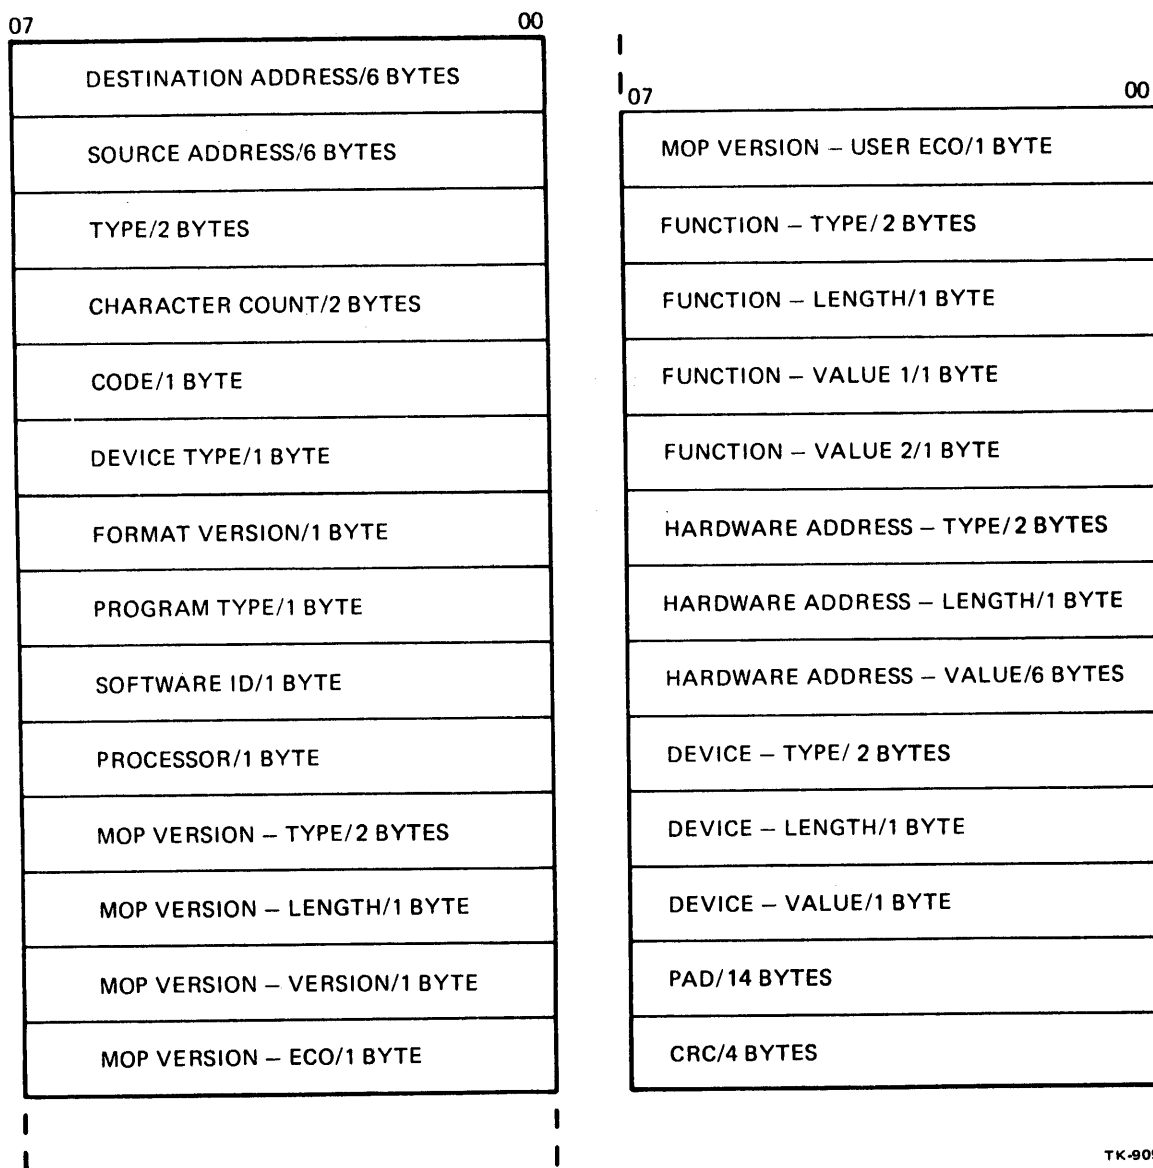 07 00
DESTINATION ADDRESS/6 BYTES
SOURCE ADDRESS/6 BYTES
TYPE/2 BYTES
CHARACTER COUNT/2 BYTES
CODE/1 BYTE
DEVICE TYPE/1 BYTE
FORMAT VERSION/1 BYTE
PROGRAM TYPE/1 BYTE
SOFTWARE ID/1 BYTE
PROCESSOR/1 BYTE
MOP VERSION – TYPE/2 BYTES
MOP VERSION – LENGTH/1 BYTE
MOP VERSION – VERSION/1 BYTE
MOP VERSION – ECO/1 BYTE
07 00
MOP VERSION – USER ECO/1 BYTE
FUNCTION – TYPE/ 2 BYTES
FUNCTION – LENGTH/1 BYTE
FUNCTION – VALUE 1/1 BYTE
FUNCTION – VALUE 2/1 BYTE
HARDWARE ADDRESS – TYPE/2 BYTES
HARDWARE ADDRESS – LENGTH/1 BYTE
HARDWARE ADDRESS – VALUE/6 BYTES
DEVICE – TYPE/ 2 BYTES
DEVICE – LENGTH/1 BYTE
DEVICE – VALUE/1 BYTE
PAD/14 BYTES
CRC/4 BYTES